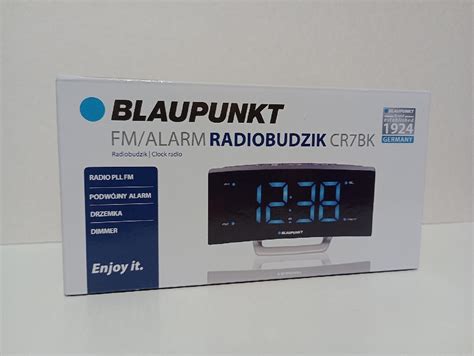 BLAUPUNKT
FM/ALARM RADIOBUDZIK CR7BK
Radiobudzik | Clock radio
BLAUPUNKT
established
1924
GERMANY
RADIO PLL FM
PODWÓJNY ALARM
DRZEMKA
DIMMER
Enjoy it.
12:38
BLAUPUNKT